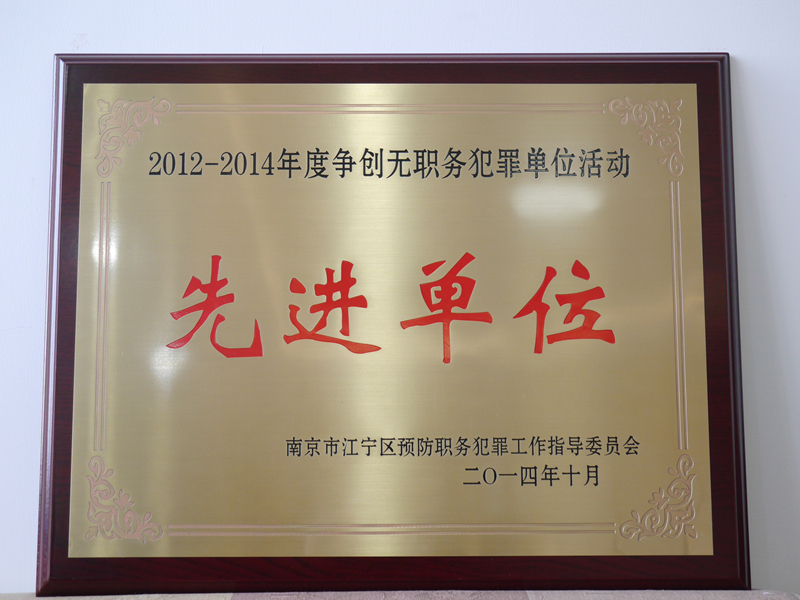 2012-2014年度争创无职务犯罪单位活动
先进单位
南京市江宁区预防职务犯罪工作指导委员会
二〇一四年十月